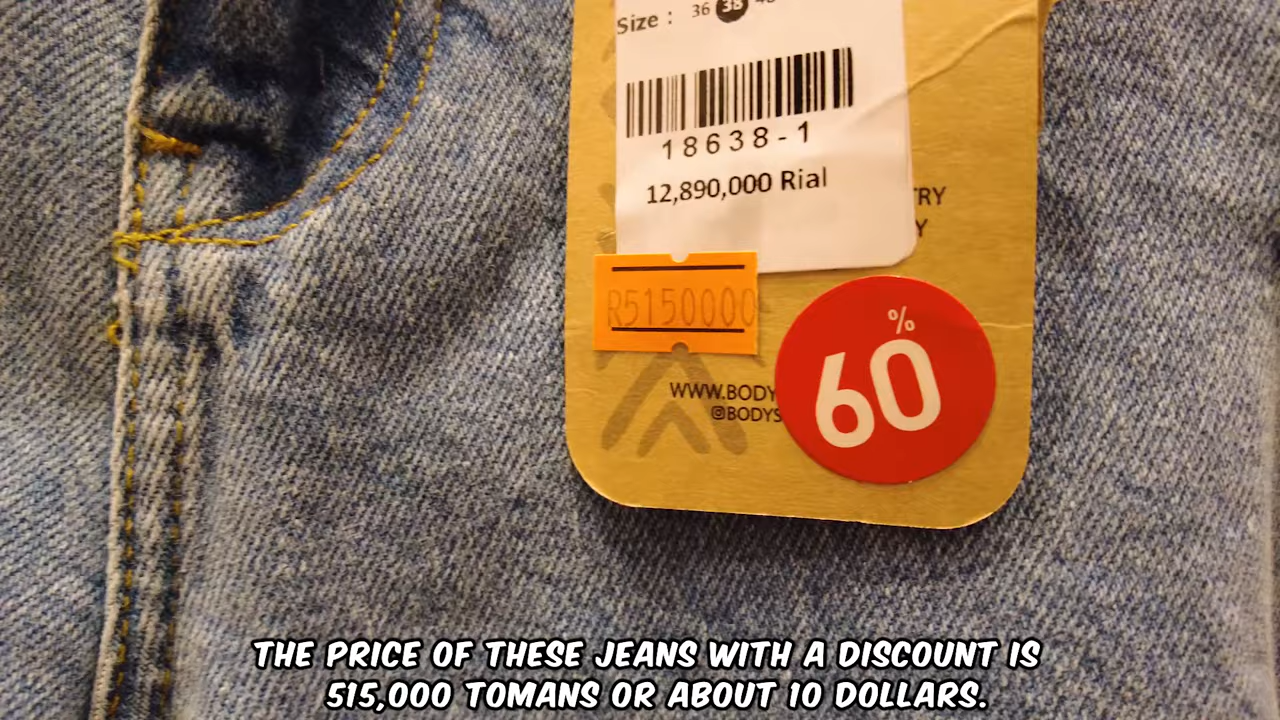 Size : 36 38
18638-1
12,890,000 Rial
TRY
Y
R5150000
%
60
WWW.BODY
@BODYS
THE PRICE OF THESE JEANS WITH A DISCOUNT IS
515,000 TOMANS OR ABOUT 10 DOLLARS.